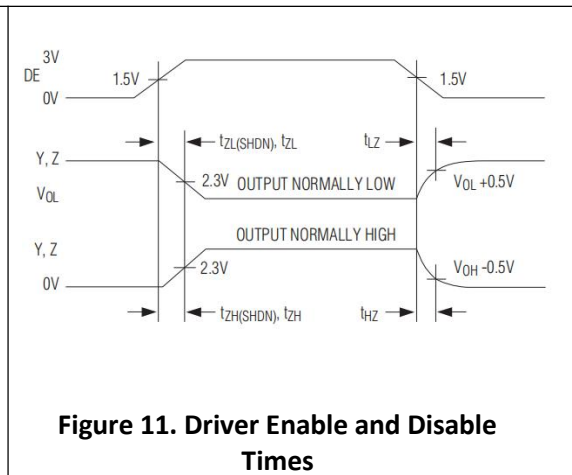 3V
DE
1.5V
1.5V
0V
tZL(SHDN), tZL
tLZ
Y, Z
2.3V
OUTPUT NORMALLY LOW
VOL +0.5V
VOL
OUTPUT NORMALLY HIGH
Y, Z
2.3V
VOH -0.5V
0V
tZH(SHDN), tZH
tHZ
Figure 11. Driver Enable and Disable
Times